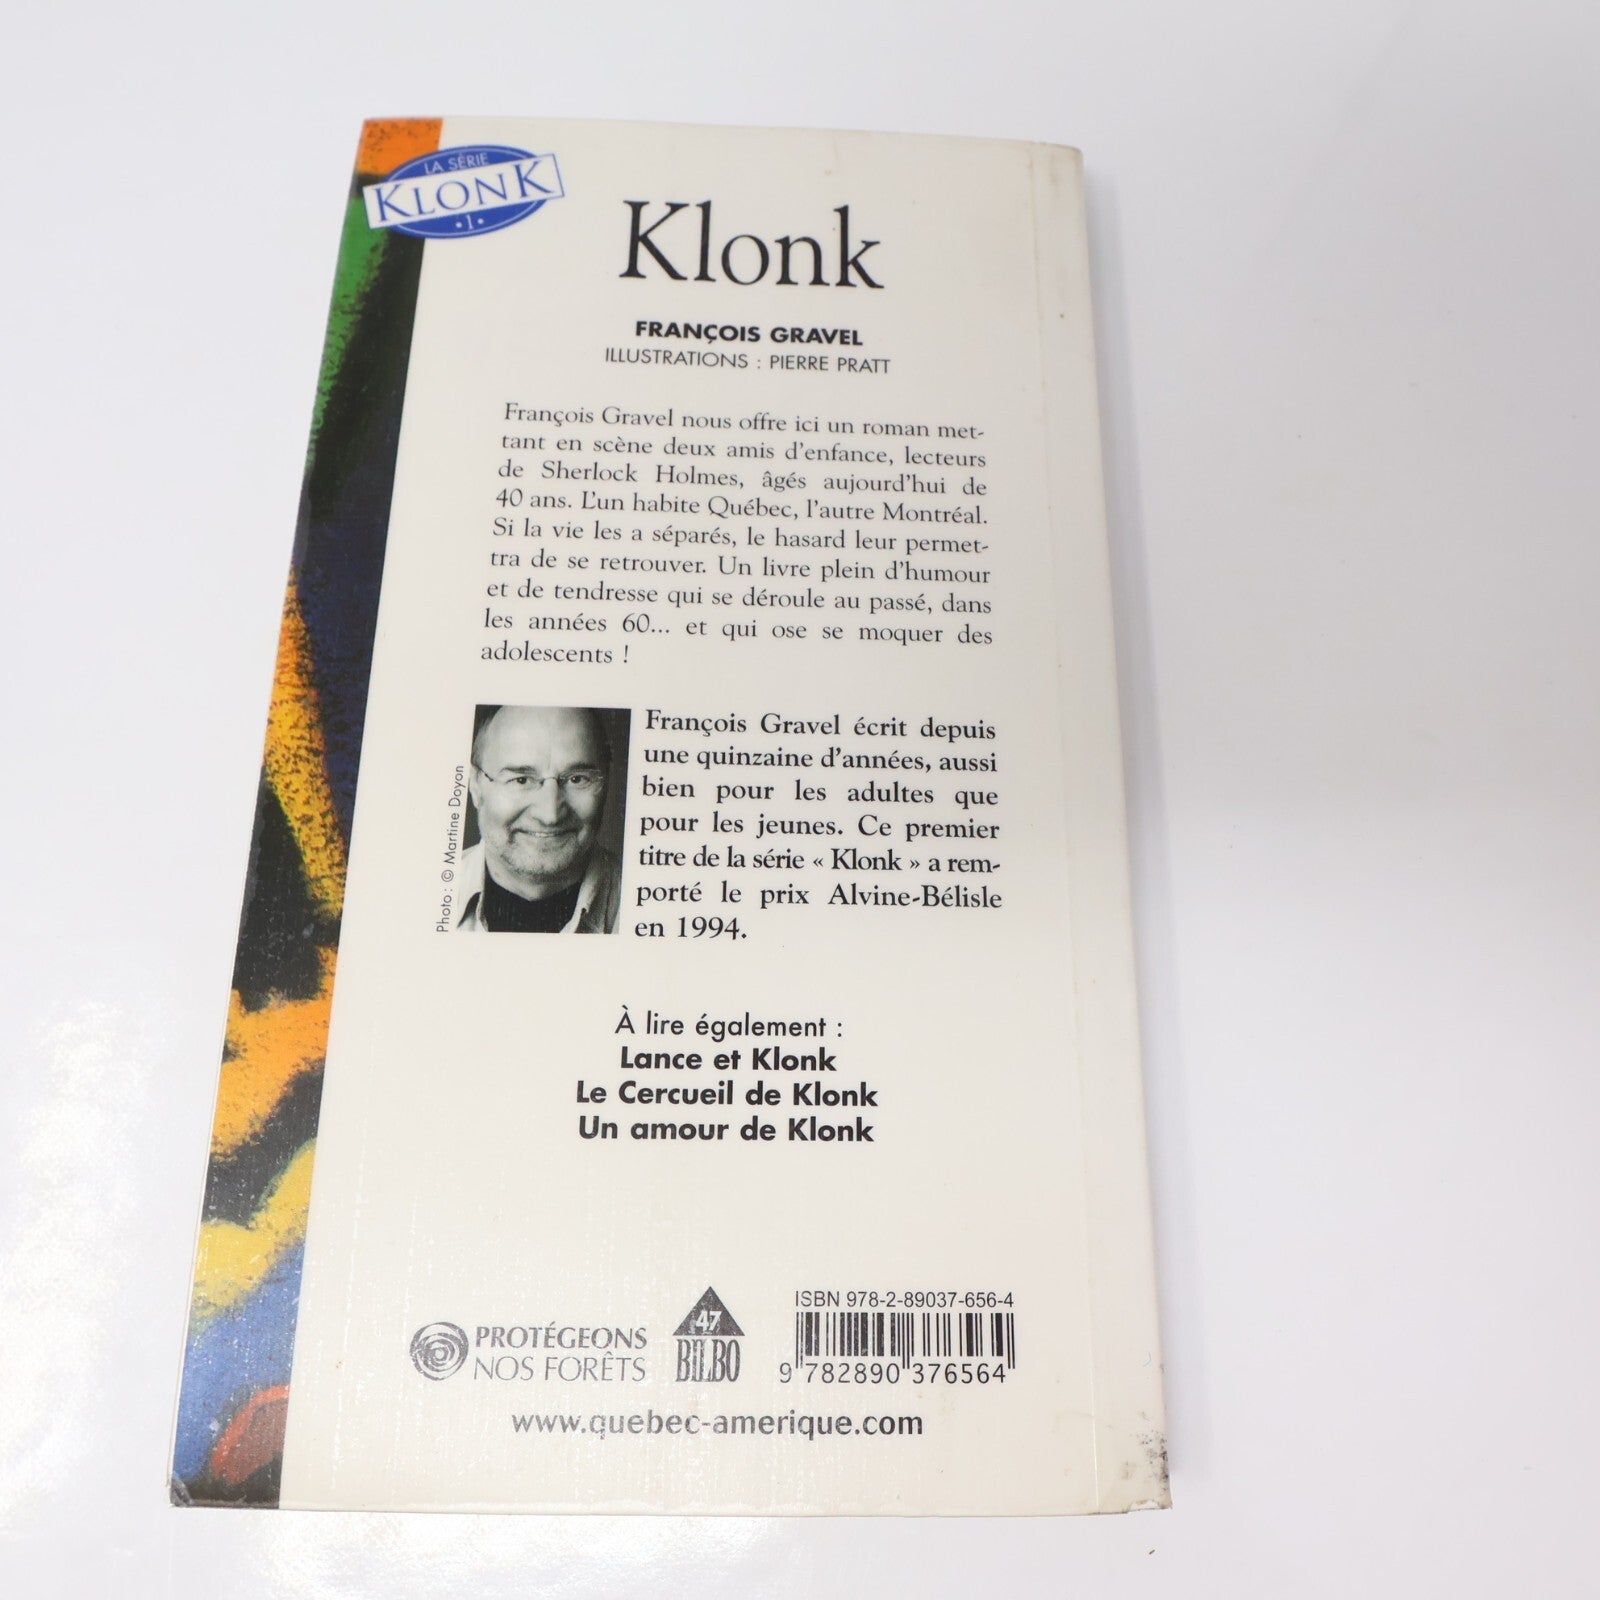 LA SÉRIE
KLONK
•1•
Klonk
FRANÇOIS GRAVEL
ILLUSTRATIONS : PIERRE PRATT
François Gravel nous offre ici un roman met-
tant en scène deux amis d'enfance, lecteurs
de Sherlock Holmes, âgés aujourd'hui de
40 ans. L'un habite Québec, l'autre Montréal.
Si la vie les a séparés, le hasard leur permet-
tra de se retrouver. Un livre plein d'humour
et de tendresse qui se déroule au passé, dans
les années 60... et qui ose se moquer des
adolescents !
Photo : © Martine Doyon
François Gravel écrit depuis
une quinzaine d'années, aussi
bien pour les adultes que
pour les jeunes. Ce premier
titre de la série « Klonk » a rem-
porté le prix Alvine-Bélisle
en 1994.
À lire également :
Lance et Klonk
Le Cercueil de Klonk
Un amour de Klonk
PROTÉGEONS
NOS FORÊTS
47
BILBO
ISBN 978-2-89037-656-4
9 782890 376564
www.quebec-amerique.com